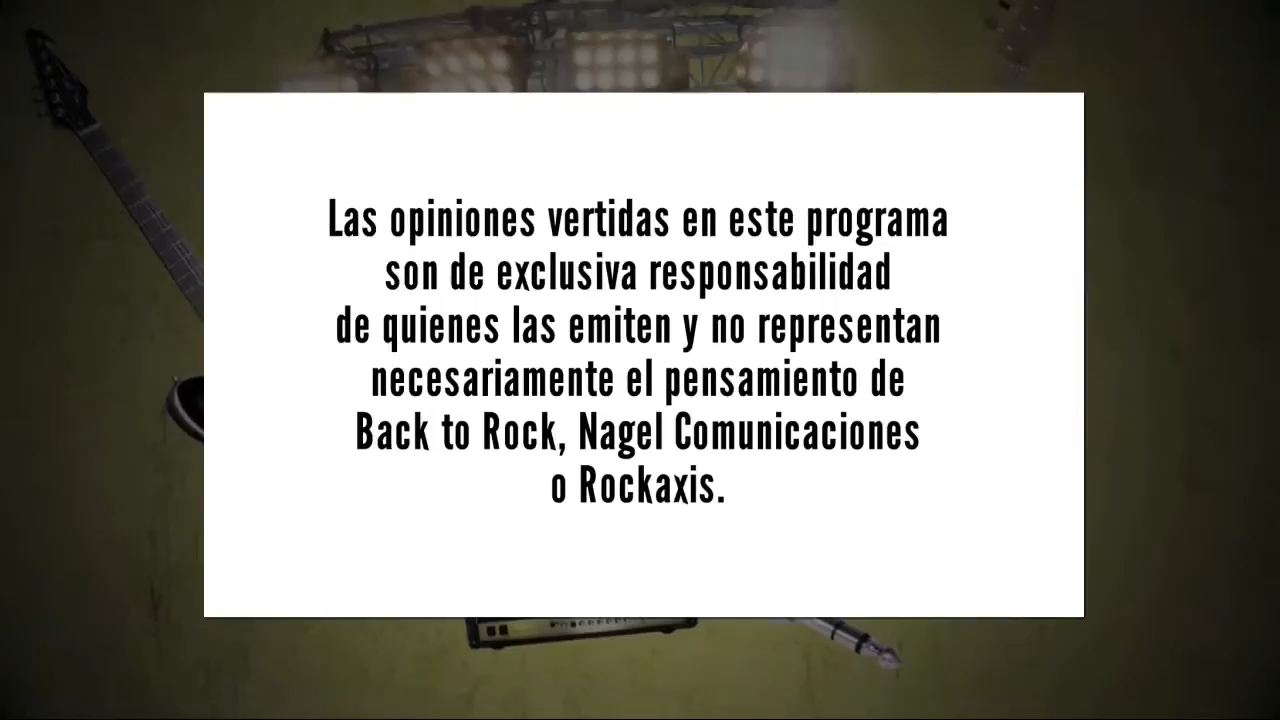 Las opiniones vertidas en este programa
son de exclusiva responsabilidad
de quienes las emiten y no representan
necesariamente el pensamiento de
Back to Rock, Nagel Comunicaciones
o Rockaxis.